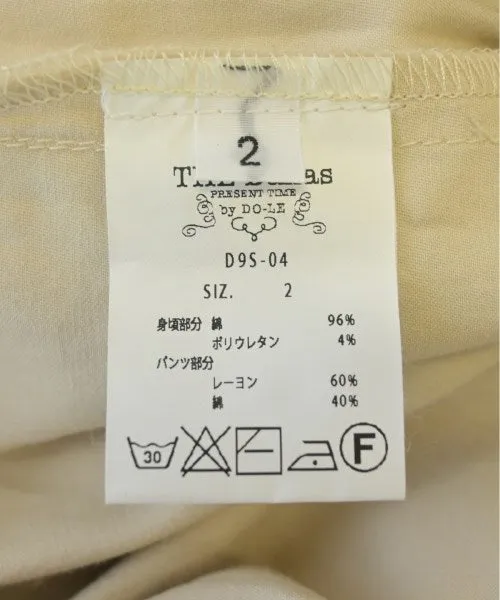 2
PRESENT TIME
by DO-LE
D9S-04
SIZ. 2
身頃部分 綿 96%
ポリウレタン 4%
パンツ部分
レーヨン 60%
綿 40%
30
F